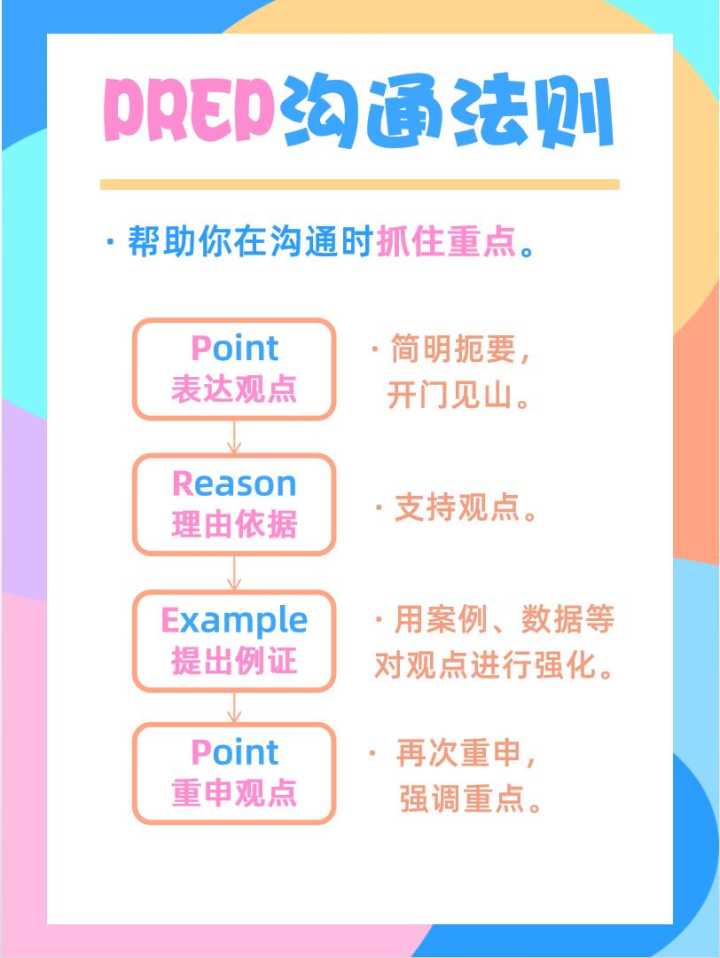 PREP沟通法则
· 帮助你在沟通时抓住重点。
Point
表达观点
· 简明扼要，
开门见山。
Reason
理由依据
· 支持观点。
Example
提出例证
· 用案例、数据等
对观点进行强化。
Point
重申观点
· 再次重申，
强调重点。